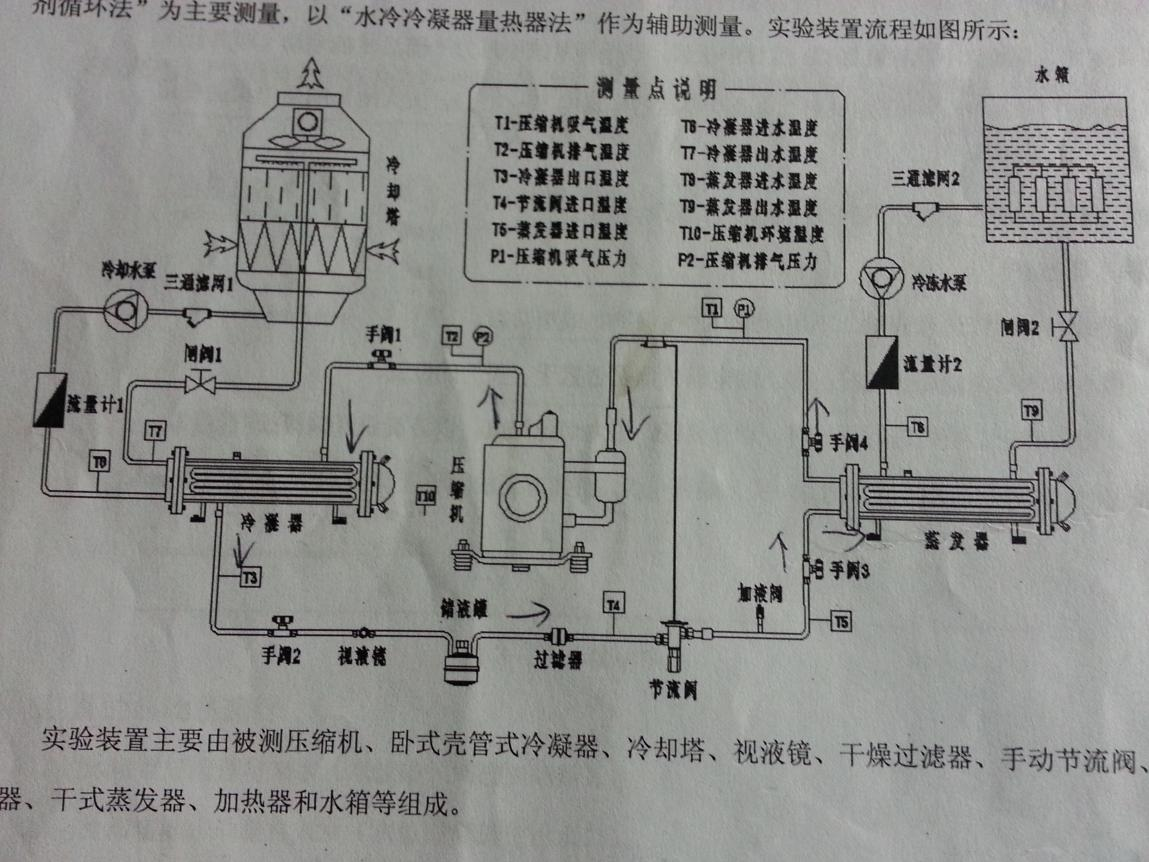 剂循环法”为主要测量，以“水冷冷凝器量热器法”作为辅助测量。实验装置流程如图所示：
测量点说明
T1-压缩机吸气温度
T2-压缩机排气温度
T3-冷凝器出口温度
T4-节流阀进口温度
T5-蒸发器进口温度
P1-压缩机吸气压力
T6-冷凝器进水温度
T7-冷凝器出水温度
T8-蒸发器进水温度
T9-蒸发器出水温度
T10-压缩机环境温度
P2-压缩机排气压力
水箱
冷却塔
三通滤网2
冷却水泵
三通滤网1
冷冻水泵
闸阀2
手阀1
T2
P2
T1
P1
闸阀1
流量计1
流量计2
T7
T6
T8
T9
手阀4
压缩机
T10
冷凝器
蒸发器
T3
手阀3
储液罐
T4
加液阀
T5
手阀2
视液镜
过滤器
节流阀
实验装置主要由被测压缩机、卧式壳管式冷凝器、冷却塔、视液镜、干燥过滤器、手动节流阀、
器、干式蒸发器、加热器和水箱等组成。